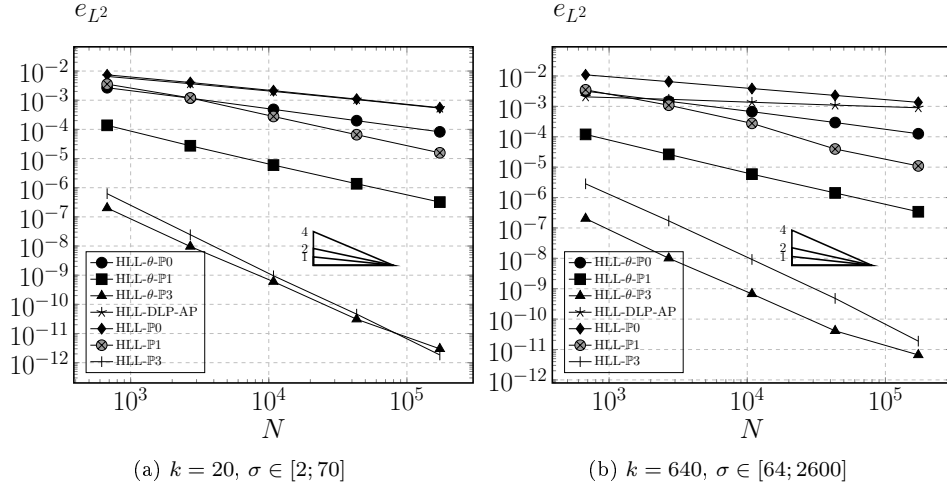 e_{L^2}
10^{-2}
10^{-3}
10^{-4}
10^{-5}
10^{-6}
10^{-7}
10^{-8}
10^{-9}
10^{-10}
10^{-11}
10^{-12}
4
2
1
HLL-θ-ℙ0
HLL-θ-ℙ1
HLL-θ-ℙ3
HLL-DLP-AP
HLL-ℙ0
HLL-ℙ1
HLL-ℙ3
10^3
10^4
10^5
N
(a) k = 20, σ ∈ [2; 70]
e_{L^2}
10^{-2}
10^{-3}
10^{-4}
10^{-5}
10^{-6}
10^{-7}
10^{-8}
10^{-9}
10^{-10}
10^{-11}
10^{-12}
4
2
1
HLL-θ-ℙ0
HLL-θ-ℙ1
HLL-θ-ℙ3
HLL-DLP-AP
HLL-ℙ0
HLL-ℙ1
HLL-ℙ3
10^3
10^4
10^5
N
(b) k = 640, σ ∈ [64; 2600]